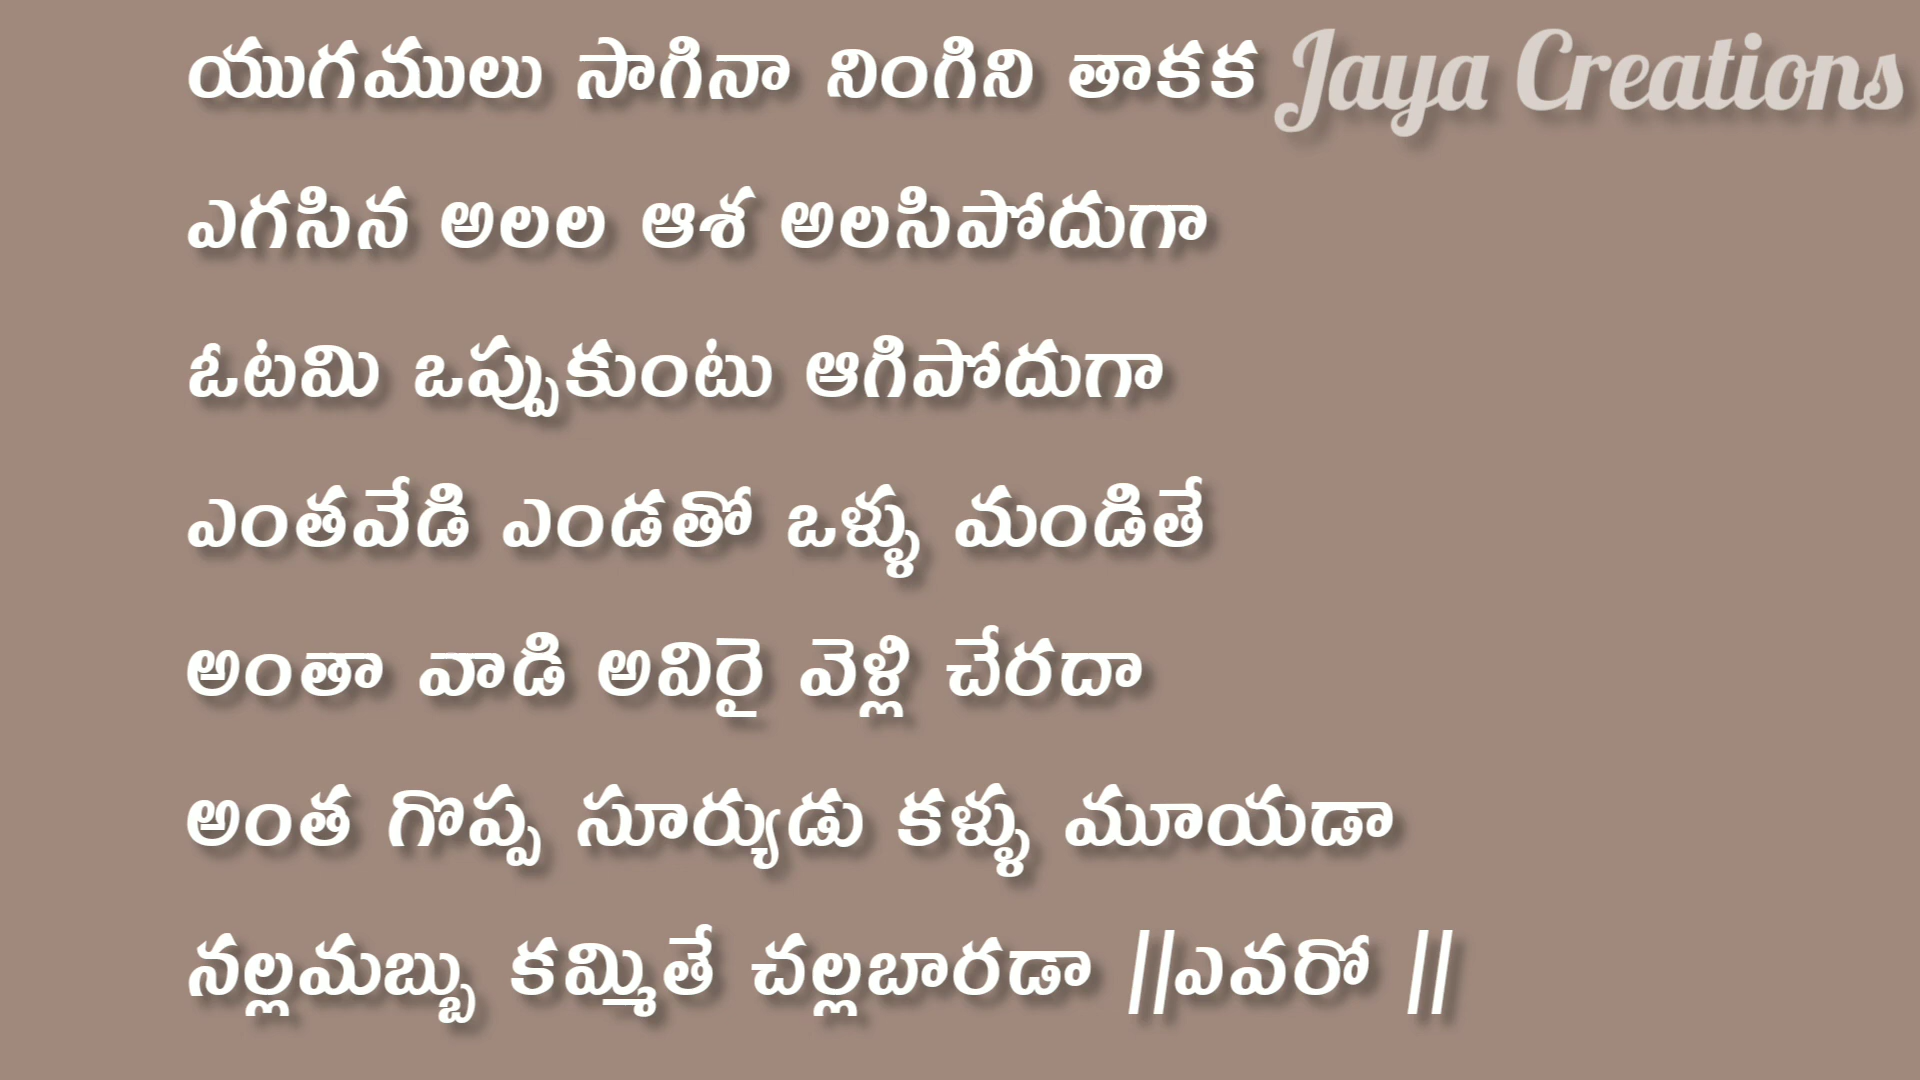 యుగములు సాగినా నింగిని తాకక Jaya Creations
ఎగసిన అలల ఆశ అలసిపోదుగా
ఓటమి ఒప్పుకుంటు ఆగిపోదుగా
ఎంతవేడి ఎండతో ఒళ్ళు మండితే
అంతా వాడి అవిరై వెళ్లి చేరదా
అంత గొప్ప సూర్యుడు కళ్ళు మూయడా
నల్లమబ్బు కమ్మితే చల్లబారడా ||ఎవరో ||